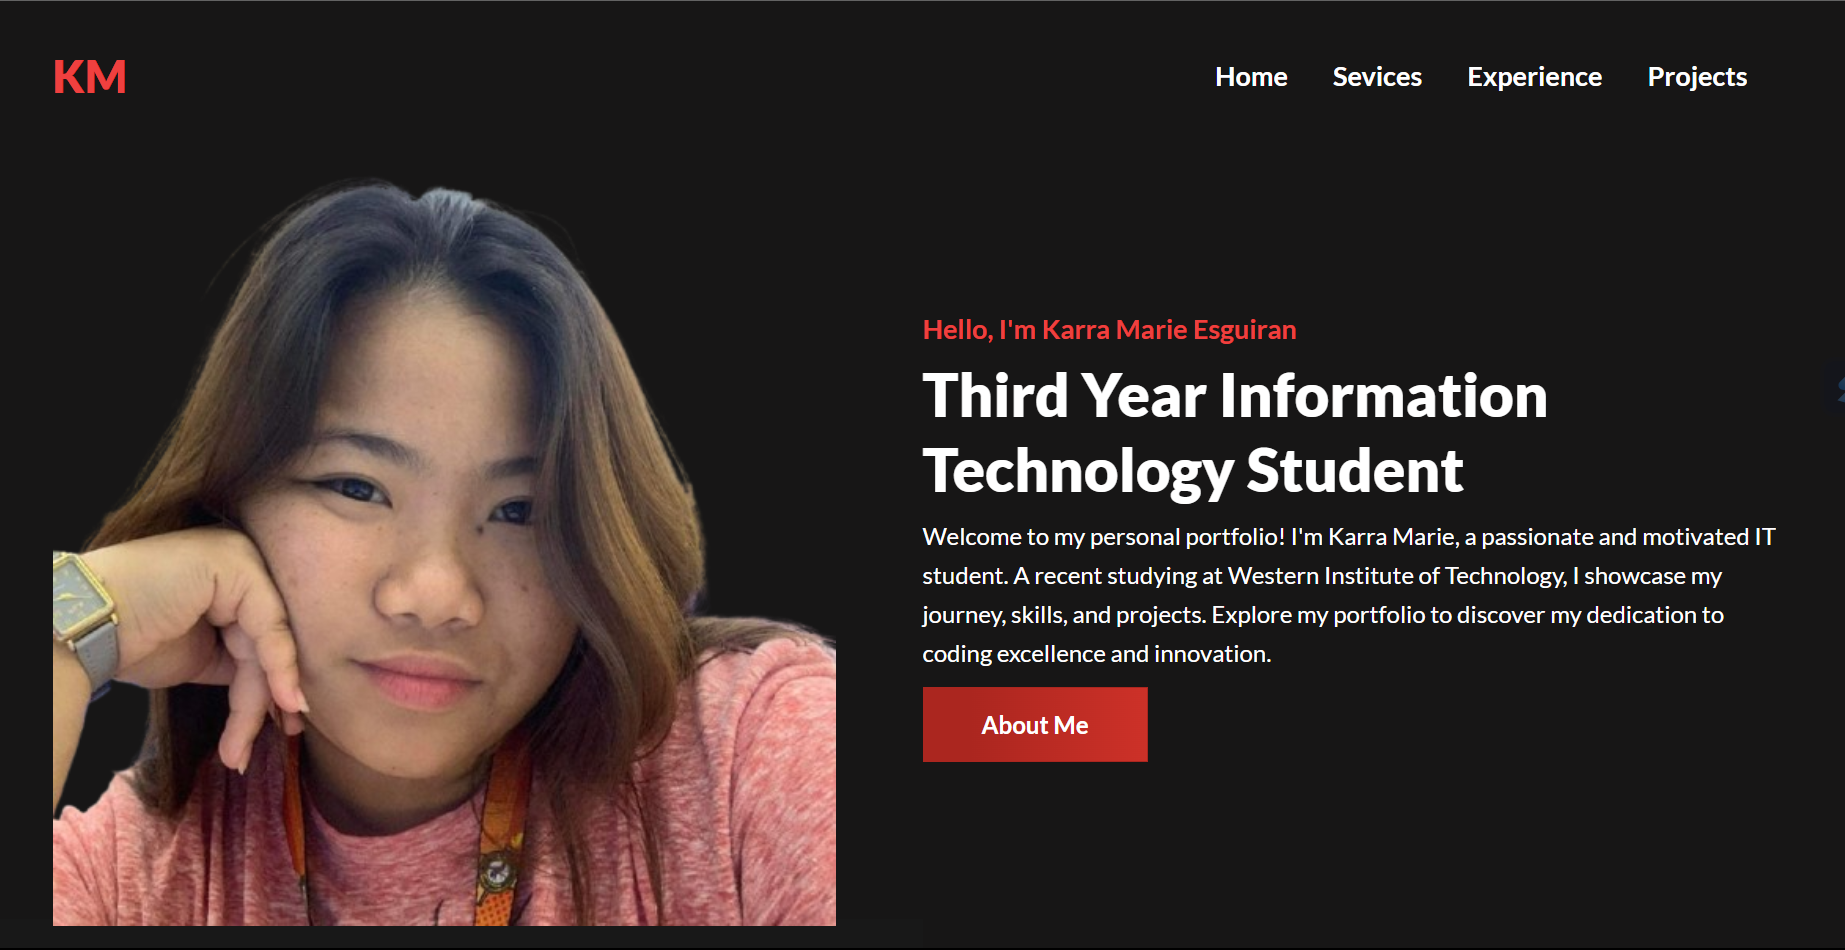 KM
Home Sevices Experience Projects
Hello, I'm Karra Marie Esguiran
Third Year Information
Technology Student
Welcome to my personal portfolio! I'm Karra Marie, a passionate and motivated IT
student. A recent studying at Western Institute of Technology, I showcase my
journey, skills, and projects. Explore my portfolio to discover my dedication to
coding excellence and innovation.
About Me